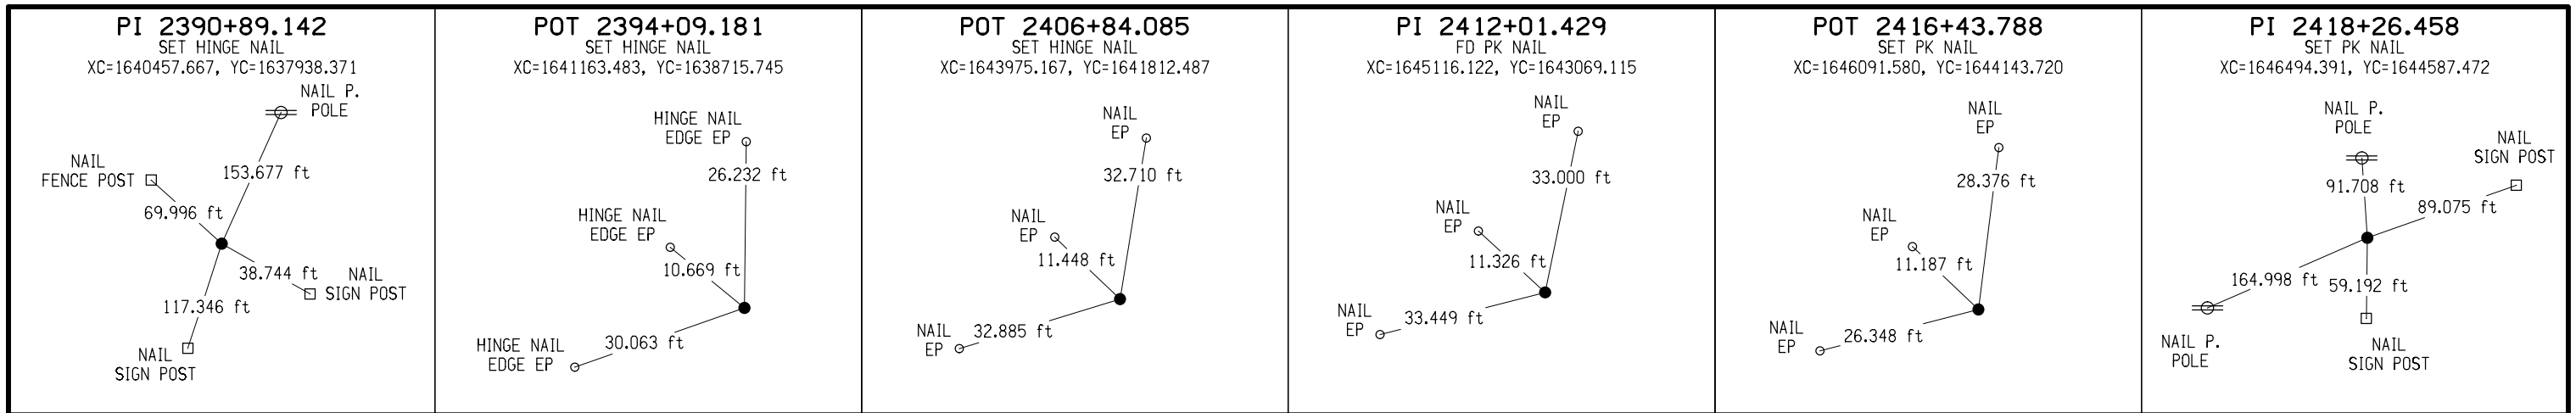 PI 2390+89.142
SET HINGE NAIL
XC=1640457.667, YC=1637938.371
NAIL P.
POLE
NAIL
FENCE POST
153.677 ft
69.996 ft
38.744 ft
NAIL
SIGN POST
117.346 ft
NAIL
SIGN POST
POT 2394+09.181
SET HINGE NAIL
XC=1641163.483, YC=1638715.745
HINGE NAIL
EDGE EP
26.232 ft
HINGE NAIL
EDGE EP
10.669 ft
HINGE NAIL
EDGE EP
30.063 ft
POT 2406+84.085
SET HINGE NAIL
XC=1643975.167, YC=1641812.487
NAIL
EP
32.710 ft
NAIL
EP
11.448 ft
NAIL
EP
32.885 ft
PI 2412+01.429
FD PK NAIL
XC=1645116.122, YC=1643069.115
NAIL
EP
33.000 ft
NAIL
EP
11.326 ft
NAIL
EP
33.449 ft
POT 2416+43.788
SET PK NAIL
XC=1646091.580, YC=1644143.720
NAIL
EP
28.376 ft
NAIL
EP
11.187 ft
NAIL
EP
26.348 ft
PI 2418+26.458
SET PK NAIL
XC=1646494.391, YC=1644587.472
NAIL P.
POLE
NAIL
SIGN POST
91.708 ft
89.075 ft
164.998 ft
59.192 ft
NAIL P.
POLE
NAIL
SIGN POST